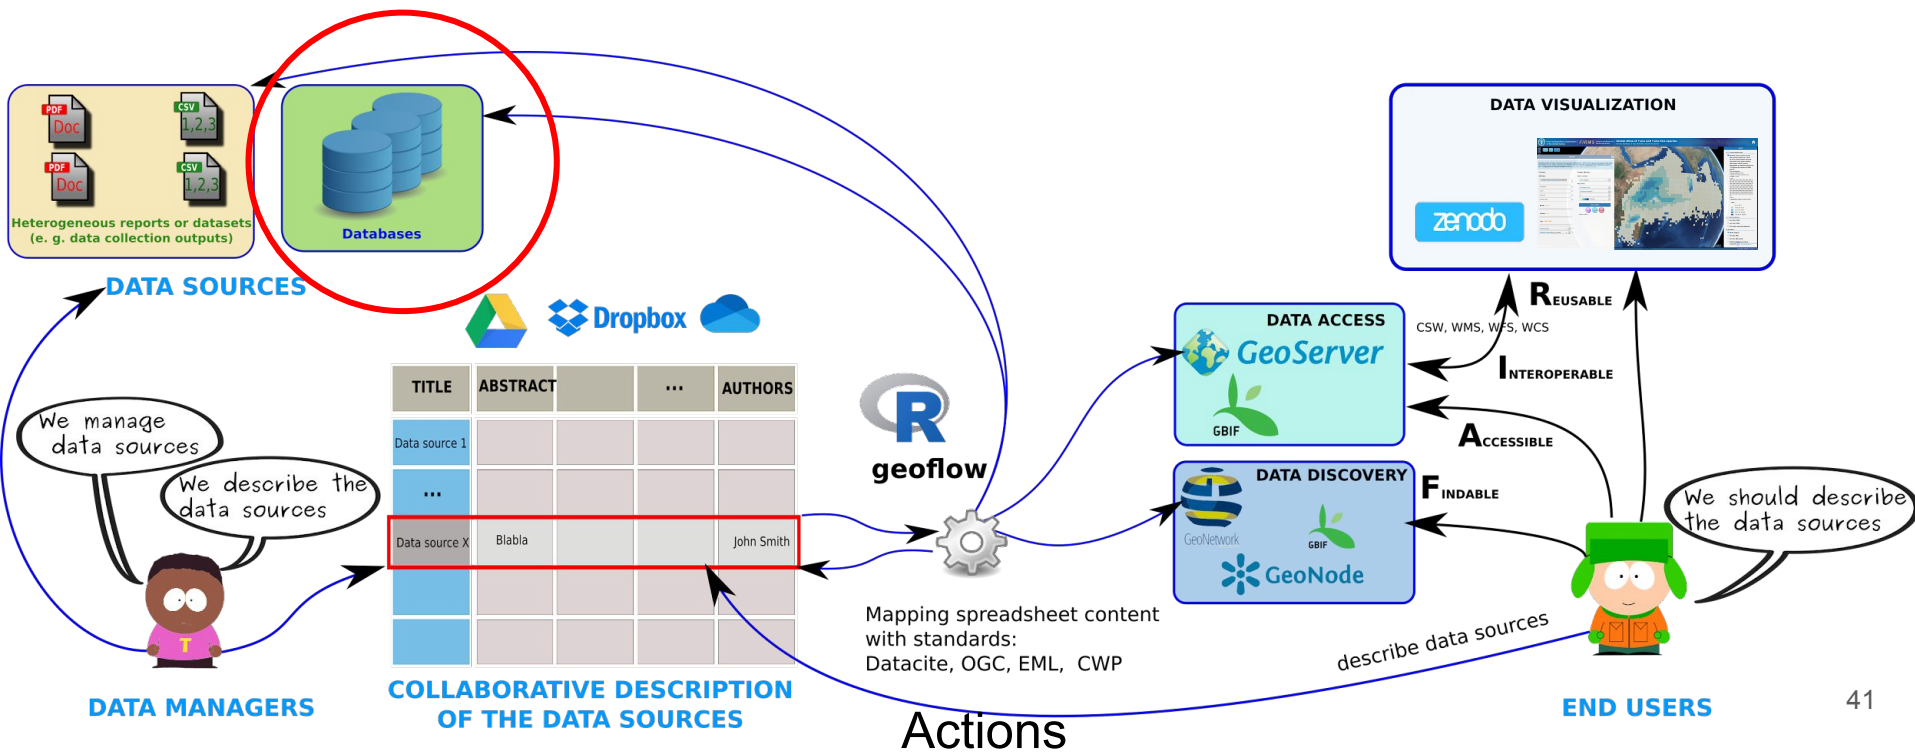 PDF
Doc
CSV
1,2,3
PDF
Doc
CSV
1,2,3
Heterogeneous reports or datasets
(e. g. data collection outputs)
Databases
DATA SOURCES
DATA VISUALIZATION
zenodo
Dropbox
TITLE
ABSTRACT
...
AUTHORS
Data source 1
...
Data source X
Blabla
John Smith
We manage
data sources
We describe the
data sources
DATA MANAGERS
COLLABORATIVE DESCRIPTION
OF THE DATA SOURCES
R
geoflow
Mapping spreadsheet content
with standards:
Datacite, OGC, EML, CWP
DATA ACCESS
GeoServer
GBIF
DATA DISCOVERY
GeoNetwork
GBIF
GeoNode
REUSABLE
CSW, WMS, WFS, WCS
INTEROPERABLE
ACCESSIBLE
FINDABLE
We should describe
the data sources
T
describe data sources
END USERS
Actions
41